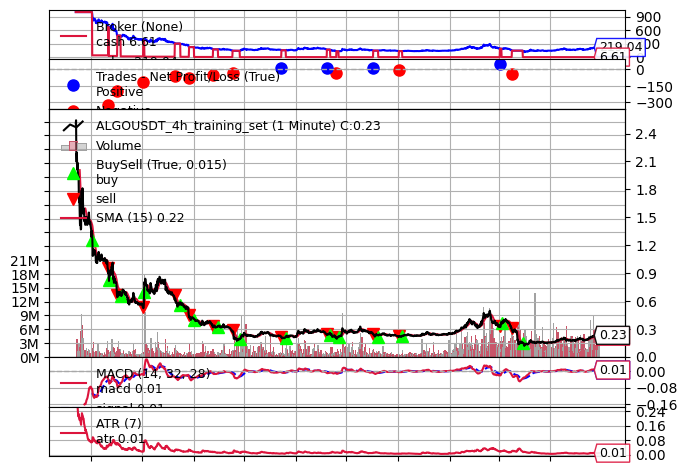 Broker (None)
cash 6.61
900
600
219.04
6.61
Trades - Net Profit/Loss (True)
Positive
Negative
0
−150
−300
ALGOUSDT_4h_training_set (1 Minute) C:0.23
Volume
BuySell (True, 0.015)
buy
sell
SMA (15) 0.22
2.4
2.1
1.8
1.5
1.2
0.9
0.6
0.3
0.0
0.23
21M
18M
15M
12M
9M
6M
3M
0M
MACD (14, 32, 28)
macd 0.01
signal 0.01
0.01
0.00
−0.08
−0.16
ATR (7)
atr 0.01
0.24
0.16
0.08
0.00
0.01